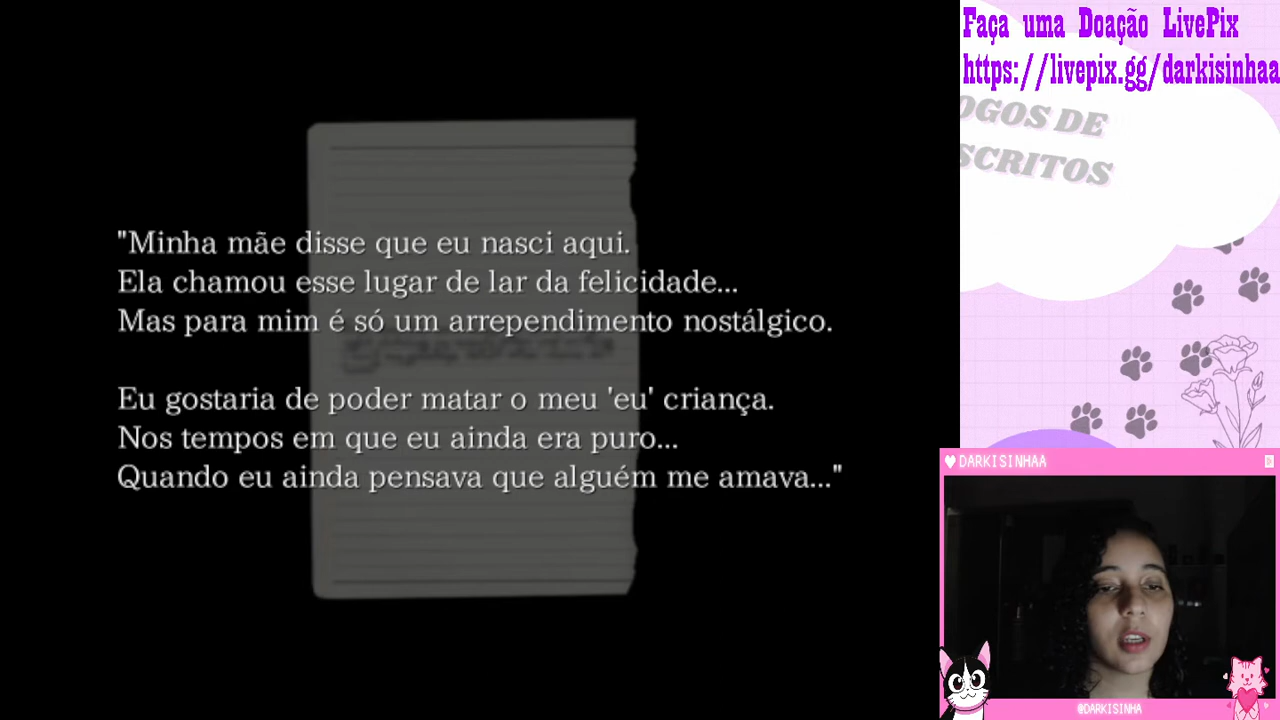 "Minha mãe disse que eu nasci aqui.
Ela chamou esse lugar de lar da felicidade...
Mas para mim é só um arrependimento nostálgico.
Eu gostaria de poder matar o meu 'eu' criança.
Nos tempos em que eu ainda era puro...
Quando eu ainda pensava que alguém me amava..."
Faça uma Doação LivePix
https://livepix.gg/darkisinhaa
OGOS DE
SCRITOS
DARKISINHAA
@DARKISINHA